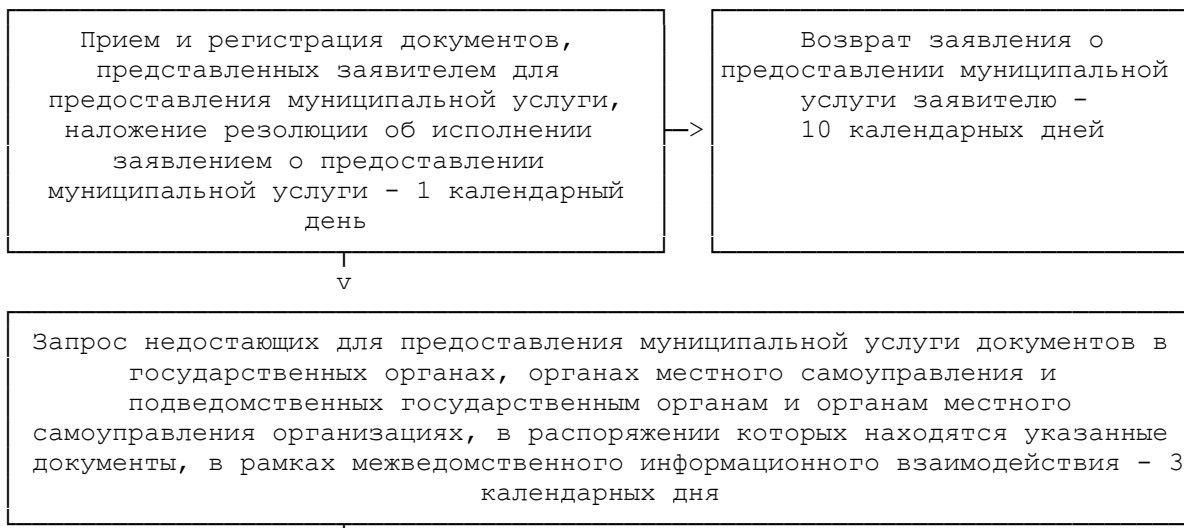 Прием и регистрация документов,
представленных заявителем для
предоставления муниципальной услуги,
наложение резолюции об исполнении
заявлением о предоставлении
муниципальной услуги - 1 календарный
день
Возврат заявления о
предоставлении муниципальной
услуги заявителю -
10 календарных дней
Запрос недостающих для предоставления муниципальной услуги документов в
государственных органах, органах местного самоуправления и
подведомственных государственным органам и органам местного
самоуправления организациях, в распоряжении которых находятся указанные
документы, в рамках межведомственного информационного взаимодействия - 3
календарных дня